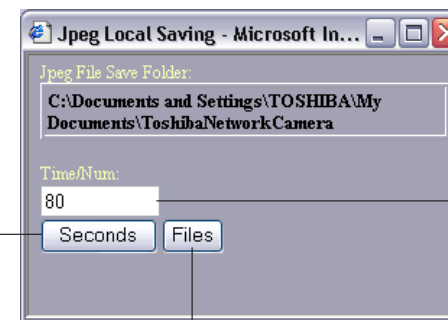 Jpeg Local Saving - Microsoft In...
Jpeg File Save Folder:
C:\Documents and Settings\TOSHIBA\My
Documents\ToshibaNetworkCamera
Time/Num:
80
Seconds Files